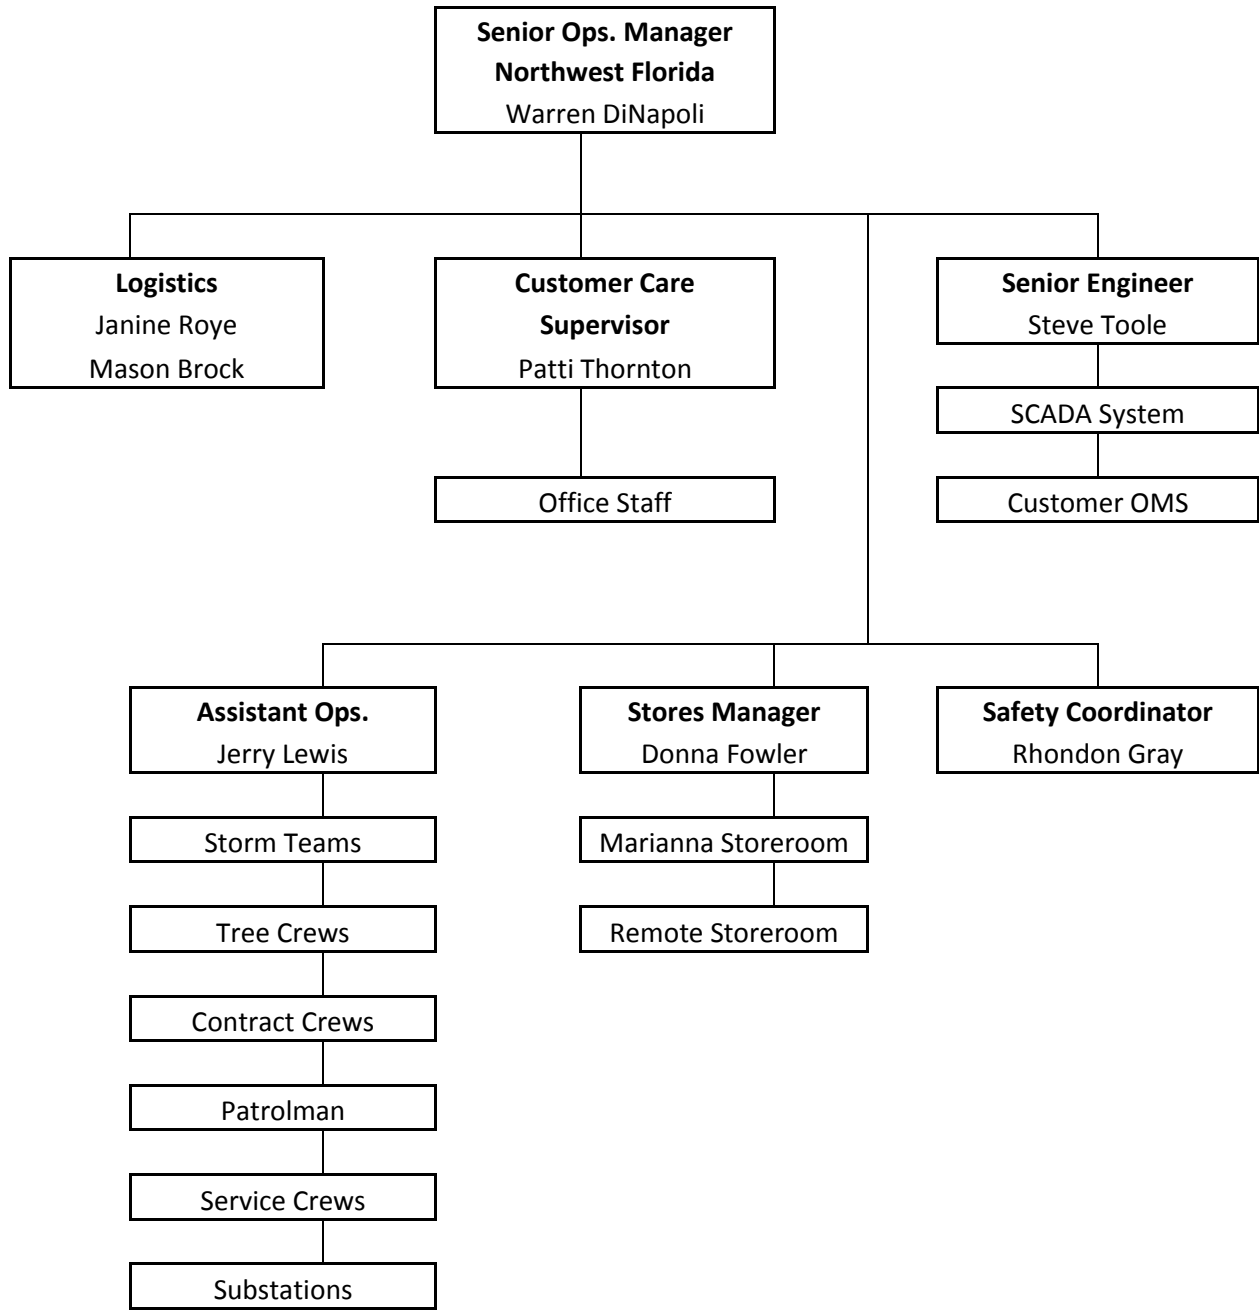 Senior Ops. Manager
Northwest Florida
Warren DiNapoli
Logistics
Janine Roye
Mason Brock
Customer Care
Supervisor
Patti Thornton
Senior Engineer
Steve Toole
SCADA System
Office Staff
Customer OMS
Assistant Ops.
Jerry Lewis
Stores Manager
Donna Fowler
Safety Coordinator
Rhondon Gray
Storm Teams
Marianna Storeroom
Tree Crews
Remote Storeroom
Contract Crews
Patrolman
Service Crews
Substations